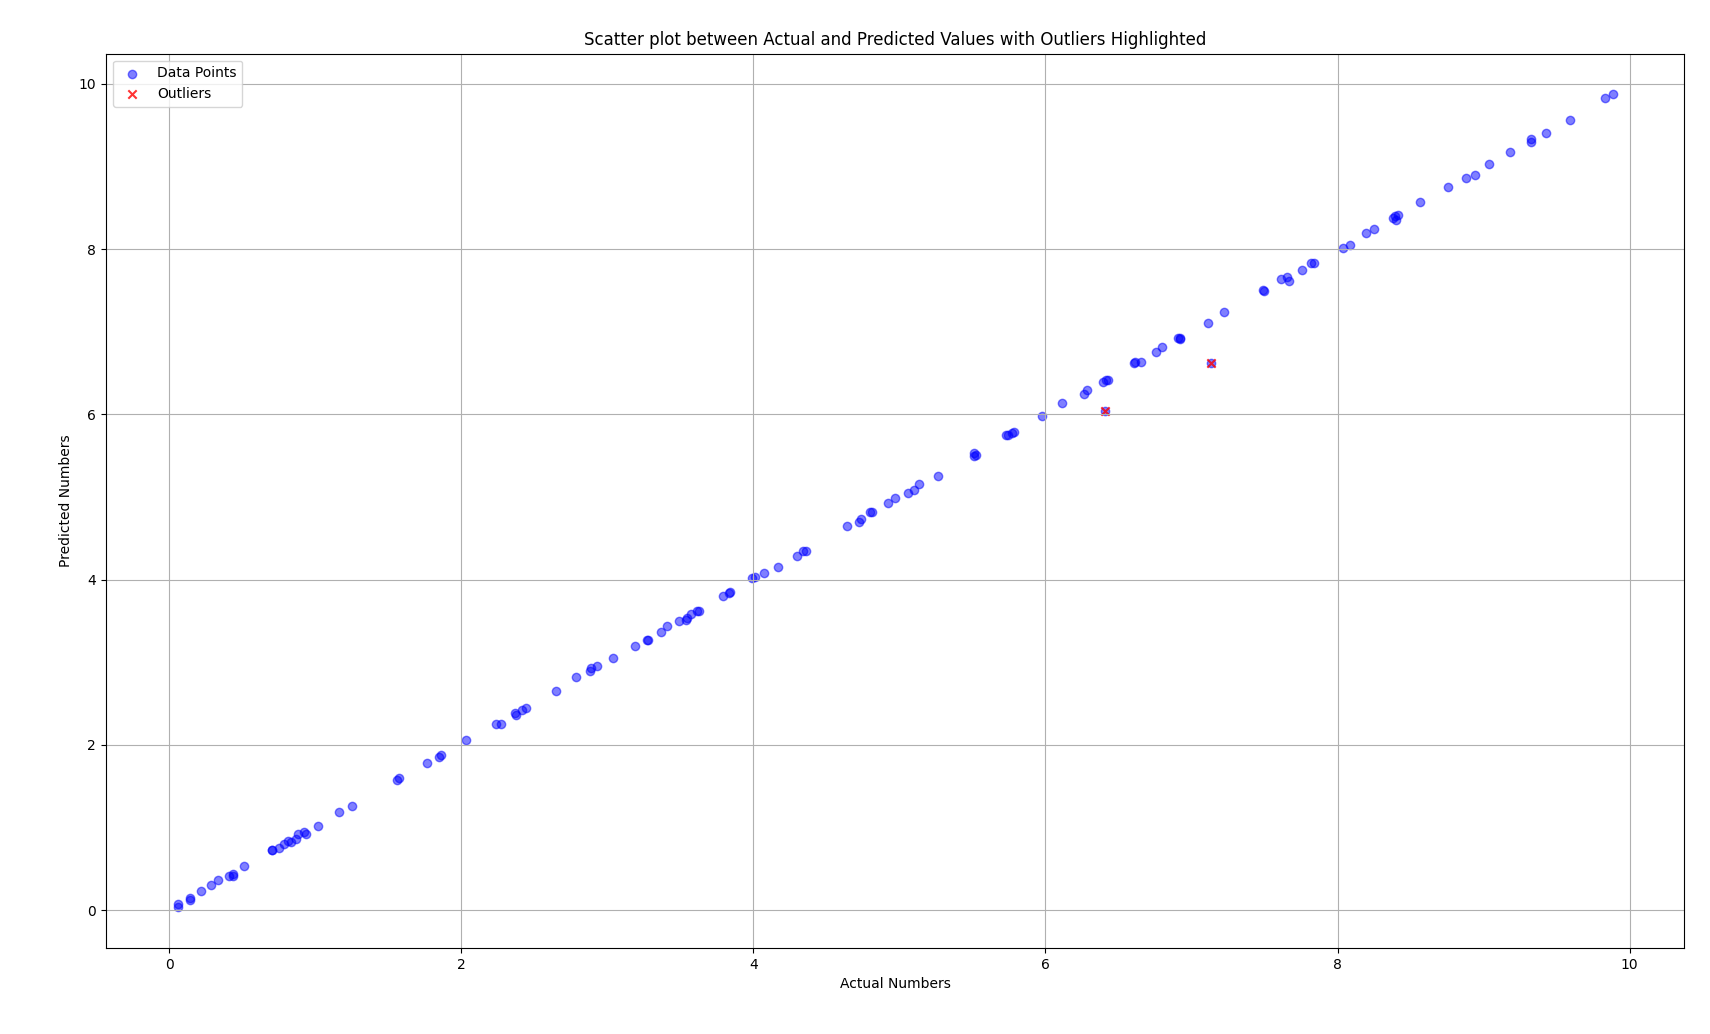 Scatter plot between Actual and Predicted Values with Outliers Highlighted
Data Points
Outliers
10
8
6
4
2
0
Predicted Numbers
0 2 4 6 8 10
Actual Numbers